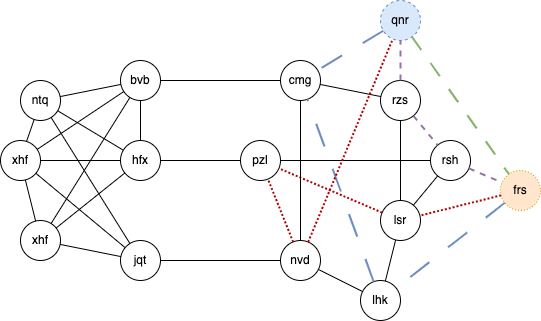 qnr
bvb
cmg
ntq
rzs
xhf
hfx
pzl
rsh
frs
lsr
xhf
jqt
nvd
lhk